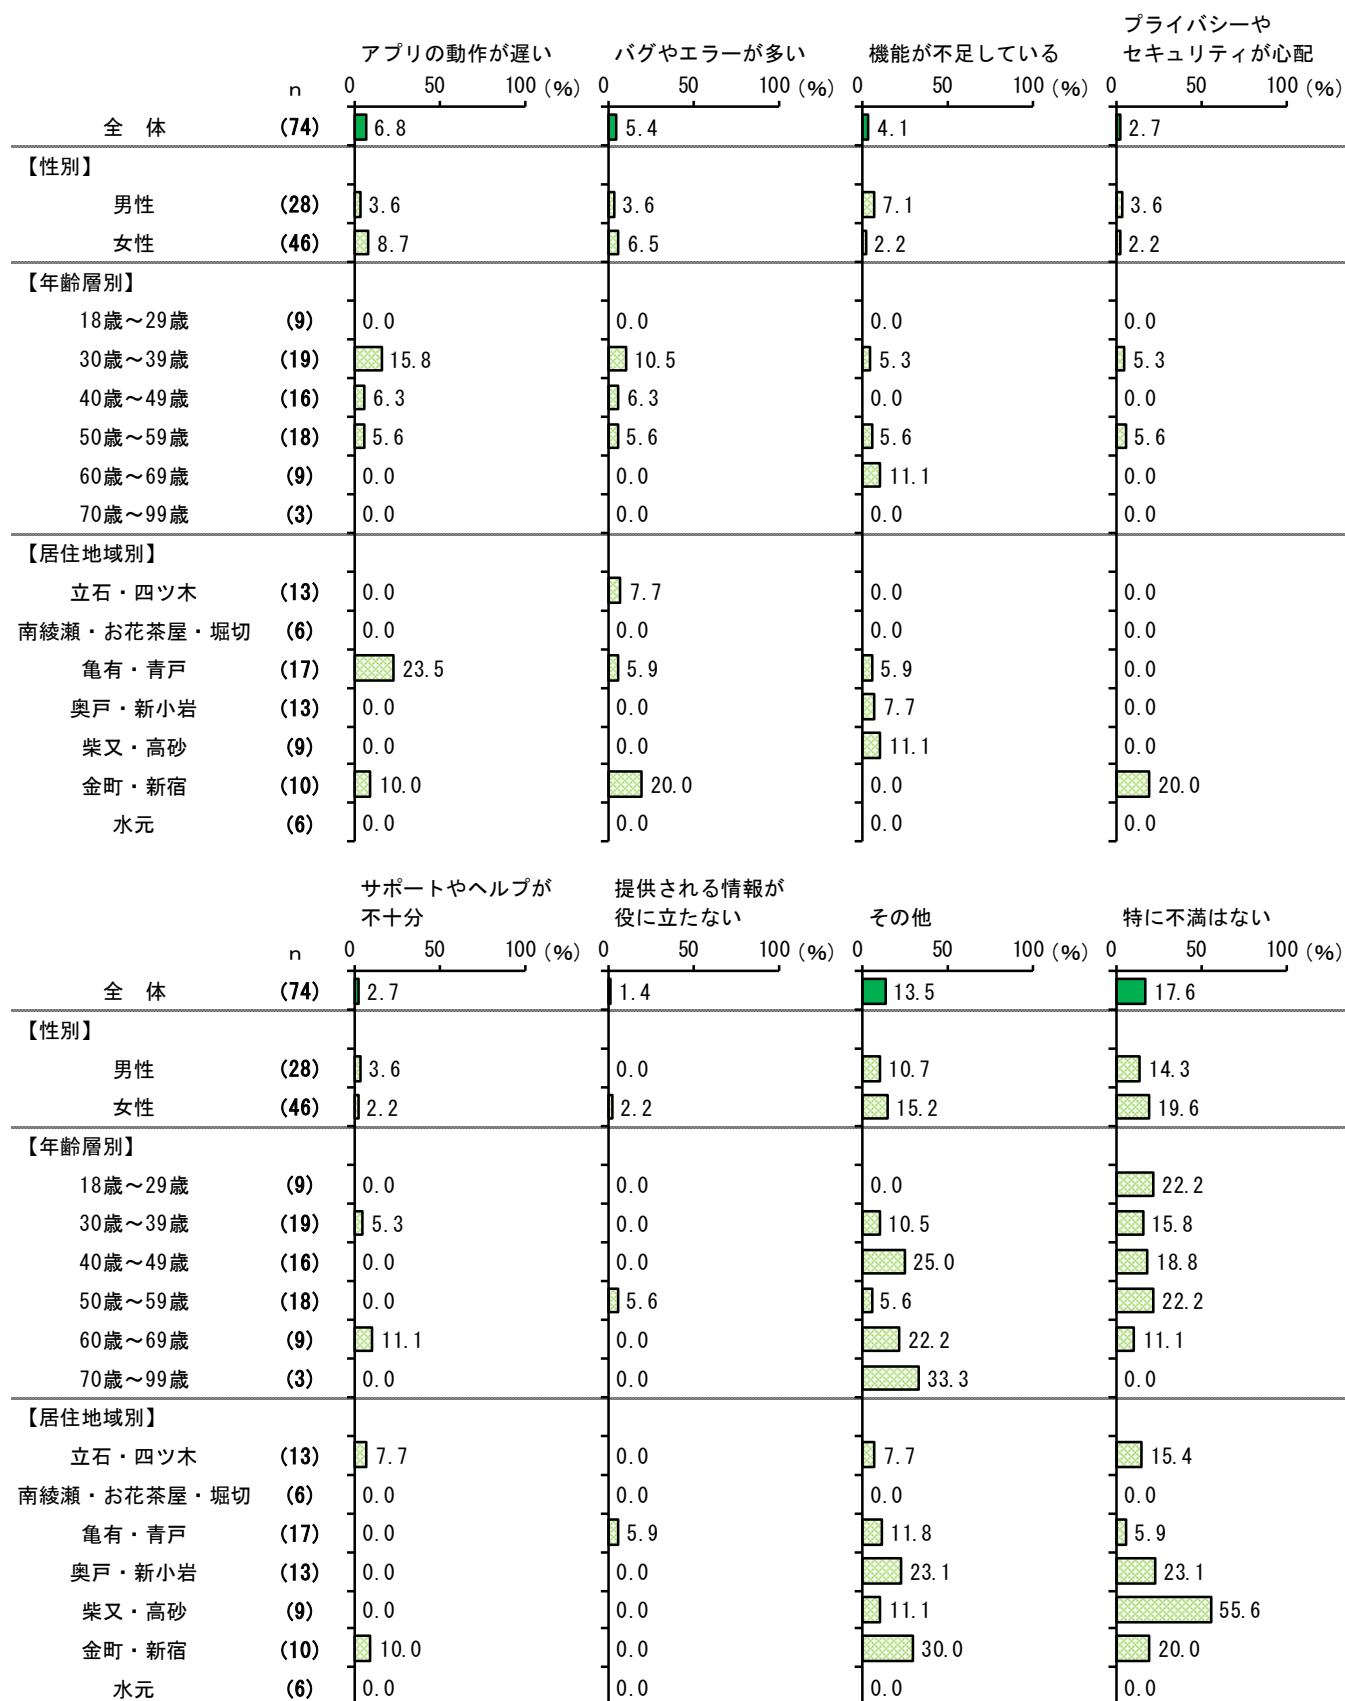 プライバシーや
アプリの動作が遅い バグやエラーが多い 機能が不足している セキュリティが心配
n 0 50 100 (%) 0 50 100 (%) 0 50 100 (%) 0 50 100 (%)
全 体 (74) 6.8 5.4 4.1 2.7
【性別】
男性 (28) 3.6 3.6 7.1 3.6
女性 (46) 8.7 6.5 2.2 2.2
【年齢層別】
18歳～29歳 (9) 0.0 0.0 0.0 0.0
30歳～39歳 (19) 15.8 10.5 5.3 5.3
40歳～49歳 (16) 6.3 6.3 0.0 0.0
50歳～59歳 (18) 5.6 5.6 5.6 5.6
60歳～69歳 (9) 0.0 0.0 11.1 0.0
70歳～99歳 (3) 0.0 0.0 0.0 0.0
【居住地域別】
立石・四ツ木 (13) 0.0 7.7 0.0 0.0
南綾瀬・お花茶屋・堀切 (6) 0.0 0.0 0.0 0.0
亀有・青戸 (17) 23.5 5.9 5.9 0.0
奥戸・新小岩 (13) 0.0 0.0 7.7 0.0
柴又・高砂 (9) 0.0 0.0 11.1 0.0
金町・新宿 (10) 10.0 20.0 0.0 20.0
水元 (6) 0.0 0.0 0.0 0.0
サポートやヘルプが 提供される情報が
不十分 役に立たない その他 特に不満はない
n 0 50 100 (%) 0 50 100 (%) 0 50 100 (%) 0 50 100 (%)
全 体 (74) 2.7 1.4 13.5 17.6
【性別】
男性 (28) 3.6 0.0 10.7 14.3
女性 (46) 2.2 2.2 15.2 19.6
【年齢層別】
18歳～29歳 (9) 0.0 0.0 0.0 22.2
30歳～39歳 (19) 5.3 0.0 10.5 15.8
40歳～49歳 (16) 0.0 0.0 25.0 18.8
50歳～59歳 (18) 0.0 5.6 5.6 22.2
60歳～69歳 (9) 11.1 0.0 22.2 11.1
70歳～99歳 (3) 0.0 0.0 33.3 0.0
【居住地域別】
立石・四ツ木 (13) 7.7 0.0 7.7 15.4
南綾瀬・お花茶屋・堀切 (6) 0.0 0.0 0.0 0.0
亀有・青戸 (17) 0.0 5.9 11.8 5.9
奥戸・新小岩 (13) 0.0 0.0 23.1 23.1
柴又・高砂 (9) 0.0 0.0 11.1 55.6
金町・新宿 (10) 10.0 0.0 30.0 20.0
水元 (6) 0.0 0.0 0.0 0.0